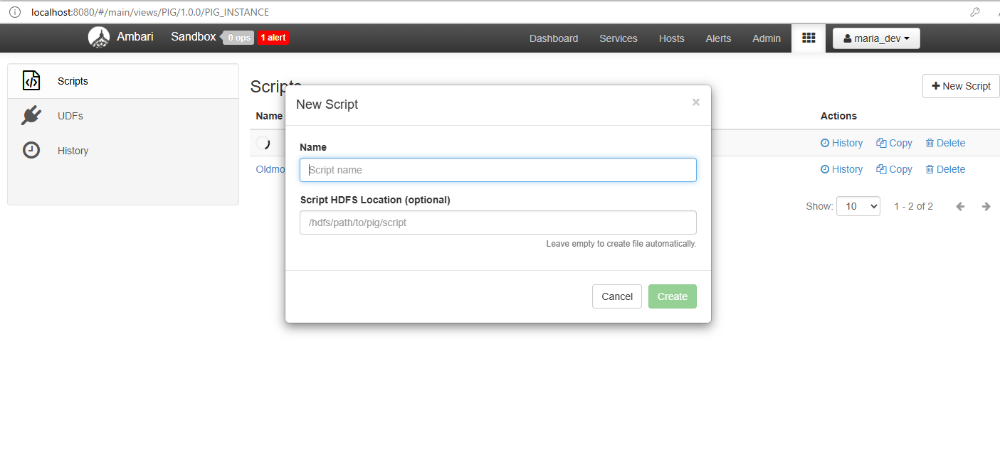 localhost:8080/#/main/views/PIG/1.0.0/PIG_INSTANCE
Ambari Sandbox 0 ops 1 alert Dashboard Services Hosts Alerts Admin maria_dev
Scripts
UDFs
History
Scripts
New Script
Name Actions
History Copy Delete
Oldmo History Copy Delete
Show: 10 1 - 2 of 2
New Script ×
Name
Script name
Script HDFS Location (optional)
/hdfs/path/to/pig/script
Leave empty to create file automatically.
Cancel Create